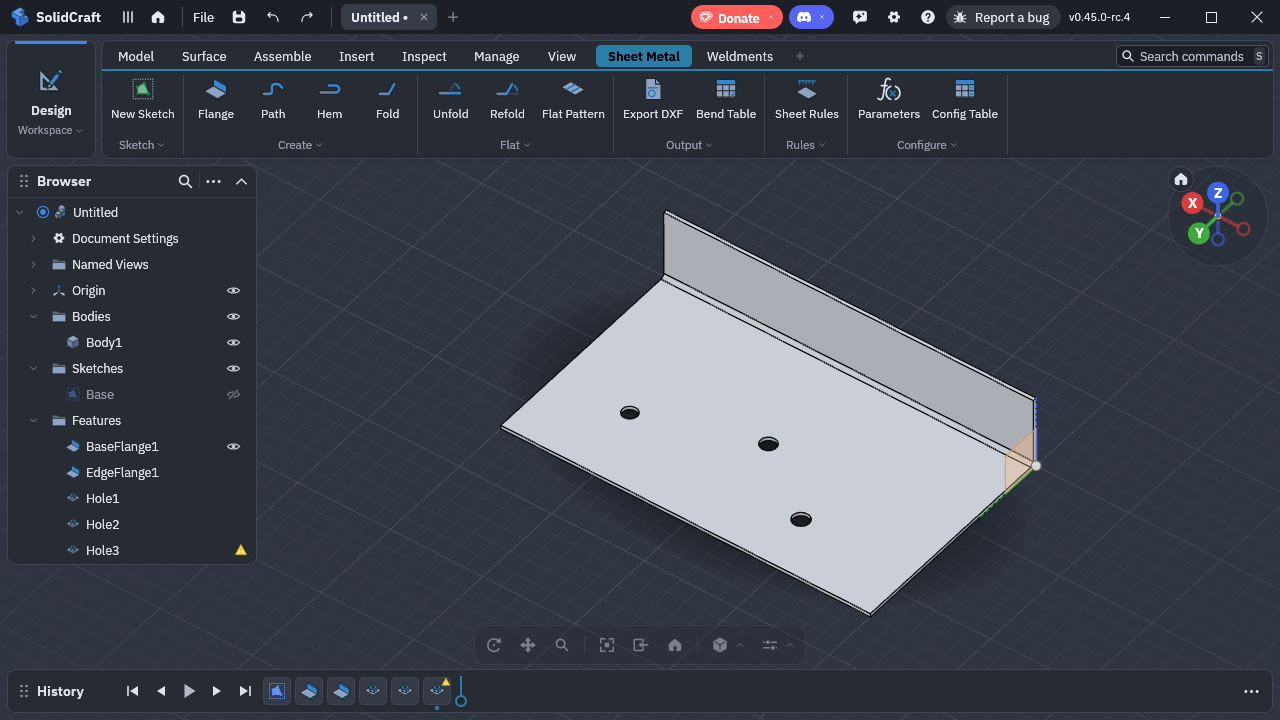 SolidCraft
File
Untitled •
Donate
Report a bug
v0.45.0-rc.4
Design
Workspace
Model
Surface
Assemble
Insert
Inspect
Manage
View
Sheet Metal
Weldments
Search commands
S
New Sketch
Flange
Path
Hem
Fold
Unfold
Refold
Flat Pattern
Export DXF
Bend Table
Sheet Rules
Parameters
Config Table
Sketch
Create
Flat
Output
Rules
Configure
Browser
Untitled
Document Settings
Named Views
Origin
Bodies
Body1
Sketches
Base
Features
BaseFlange1
EdgeFlange1
Hole1
Hole2
Hole3
Z
X
Y
History